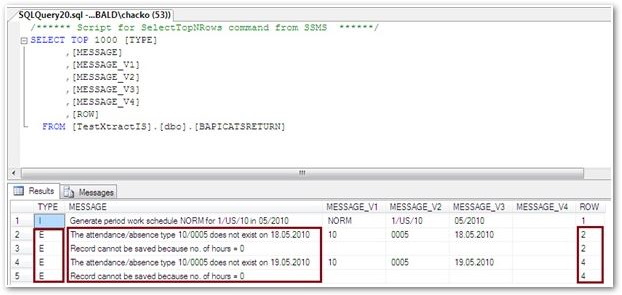 SQLQuery20.sql -...BALD\chacko (53))
/****** Script for SelectTopNRows command from SSMS ******/
SELECT TOP 1000 [TYPE]
,[MESSAGE]
,[MESSAGE_V1]
,[MESSAGE_V2]
,[MESSAGE_V3]
,[MESSAGE_V4]
,[ROW]
FROM [TestXtractIS].[dbo].[BAPICATSRETURN]
Results Messages
TYPE MESSAGE MESSAGE_V1 MESSAGE_V2 MESSAGE_V3 MESSAGE_V4 ROW
1 I Generate period work schedule NORM for 1/US/10 in 05/2010 NORM 1/US/10 05/2010 1
2 E The attendance/absence type 10/0005 does not exist on 18.05.2010 10 0005 18.05.2010 2
3 E Record cannot be saved because no. of hours = 0 2
4 E The attendance/absence type 10/0005 does not exist on 19.05.2010 10 0005 19.05.2010 4
5 E Record cannot be saved because no. of hours = 0 4